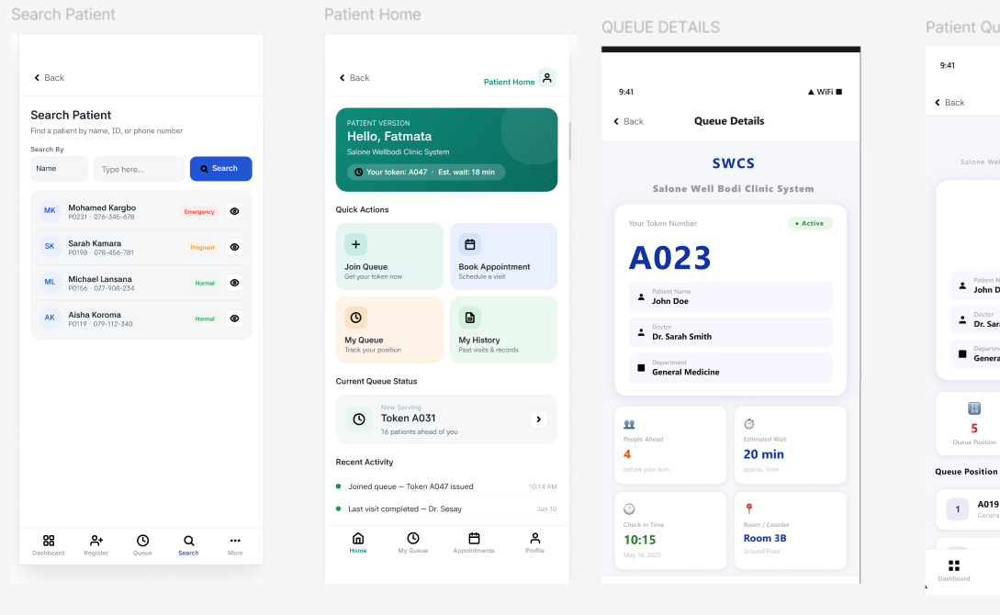 Search Patient
Back
Search Patient
Find a patient by name, ID, or phone number
Search By
Name
Type here...
Search
MK
Mohamed Kargbo
P0231 · 076-345-678
Emergency
SK
Sarah Kamara
P0198 · 078-456-781
Pregnant
ML
Michael Lansana
P0156 · 077-908-234
Normal
AK
Aisha Koroma
P0119 · 079-112-340
Normal
Dashboard
Register
Queue
Search
More
Patient Home
Back
Patient Home
PATIENT VERSION
Hello, Fatmata
Salone Wellbodi Clinic System
Your token: A047 · Est. wait: 18 min
Quick Actions
Join Queue
Get your token now
Book Appointment
Schedule a visit
My Queue
Track your position
My History
Past visits & records
Current Queue Status
Now Serving
Token A031
16 patients ahead of you
Recent Activity
Joined queue — Token A047 issued
10:14 AM
Last visit completed — Dr. Sesay
Jun 10
Home
My Queue
Appointments
Profile
QUEUE DETAILS
9:41
▲ WiFi ■
Back
Queue Details
SWCS
Salone Well Bodi Clinic System
Your Token Number
• Active
A023
Patient Name
John Doe
Doctor
Dr. Sarah Smith
Department
General Medicine
People Ahead
4
before your turn
Estimated Wait
20 min
approx. time
Check-in Time
10:15
May 16, 2025
Room / Counter
Room 3B
Ground Floor
Patient Qu
9:41
Back
Salone Wel
Patient N
John D
Doctor
Dr. Sar
Departme
Genera
5
Queue Position
Queue Position
1
A019
Genera
Dashboard